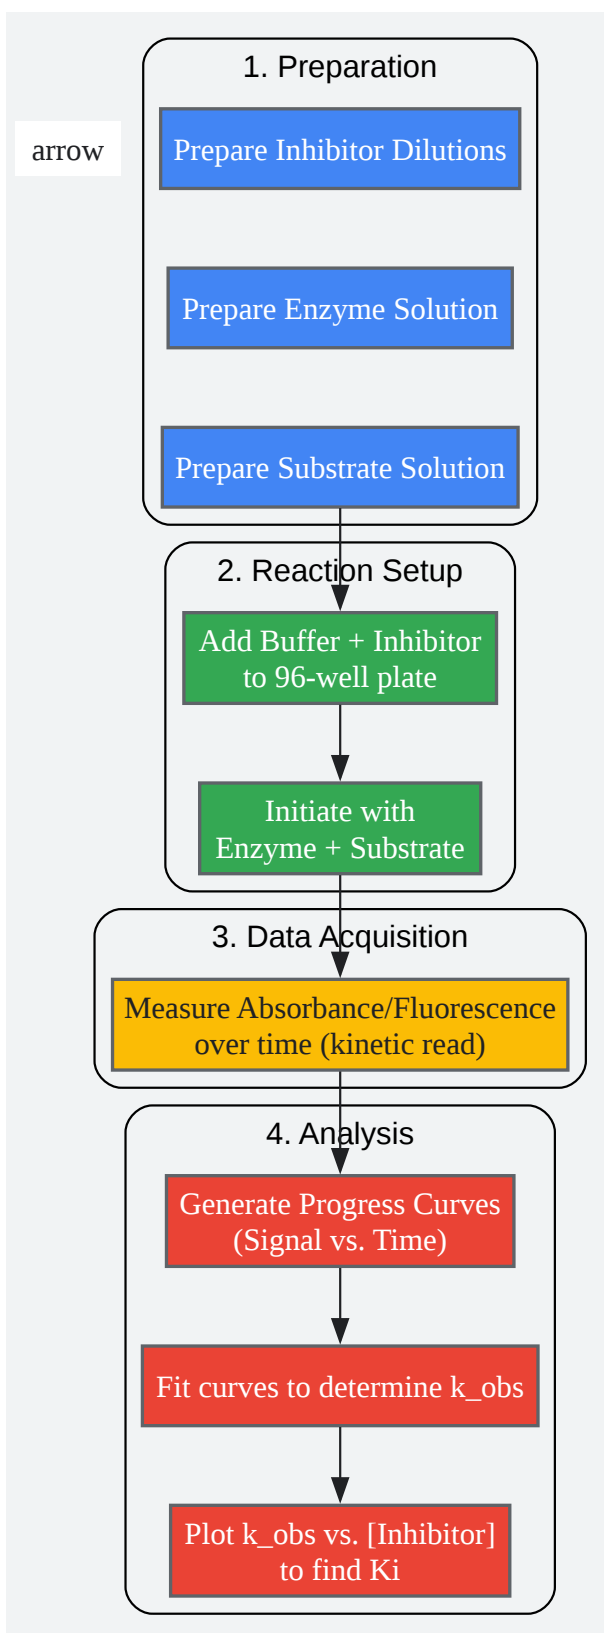 1. Preparation
arrow
Prepare Inhibitor Dilutions
Prepare Enzyme Solution
Prepare Substrate Solution
2. Reaction Setup
Add Buffer + Inhibitor
to 96-well plate
Initiate with
Enzyme + Substrate
3. Data Acquisition
Measure Absorbance/Fluorescence
over time (kinetic read)
4. Analysis
Generate Progress Curves
(Signal vs. Time)
Fit curves to determine k_obs
Plot k_obs vs. [Inhibitor]
to find Ki